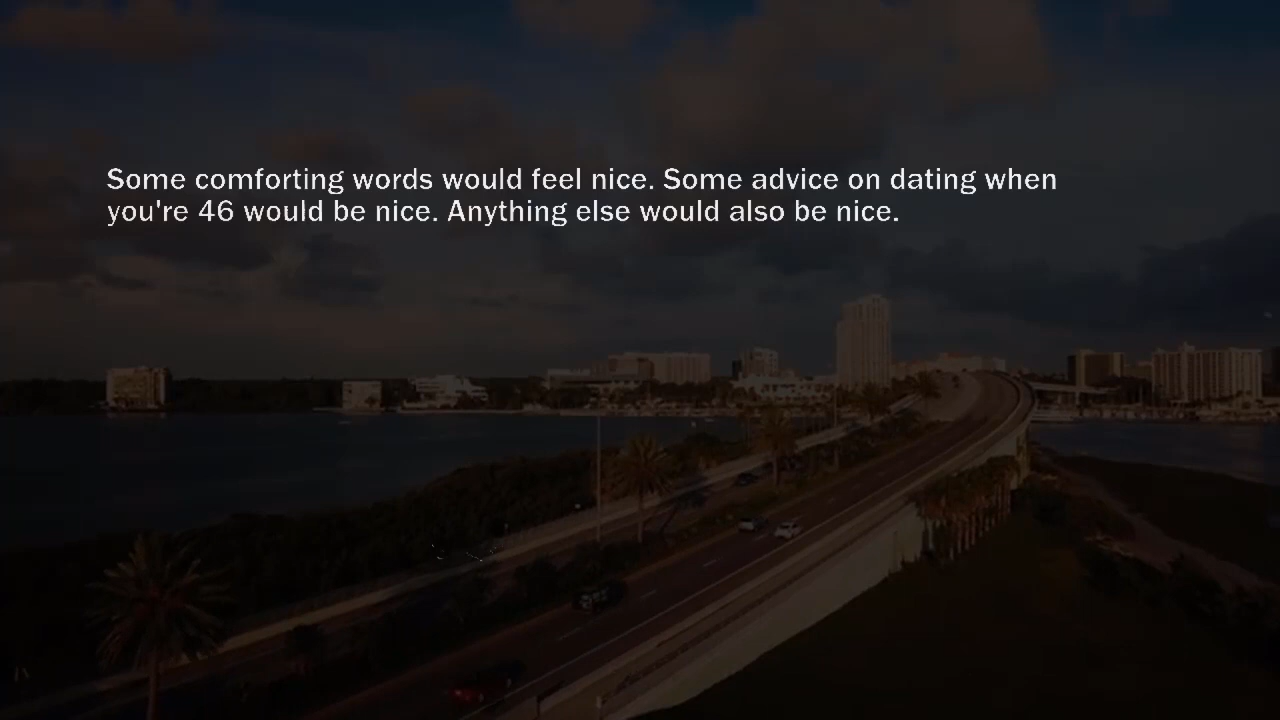 Some comforting words would feel nice. Some advice on dating when
you're 46 would be nice. Anything else would also be nice.